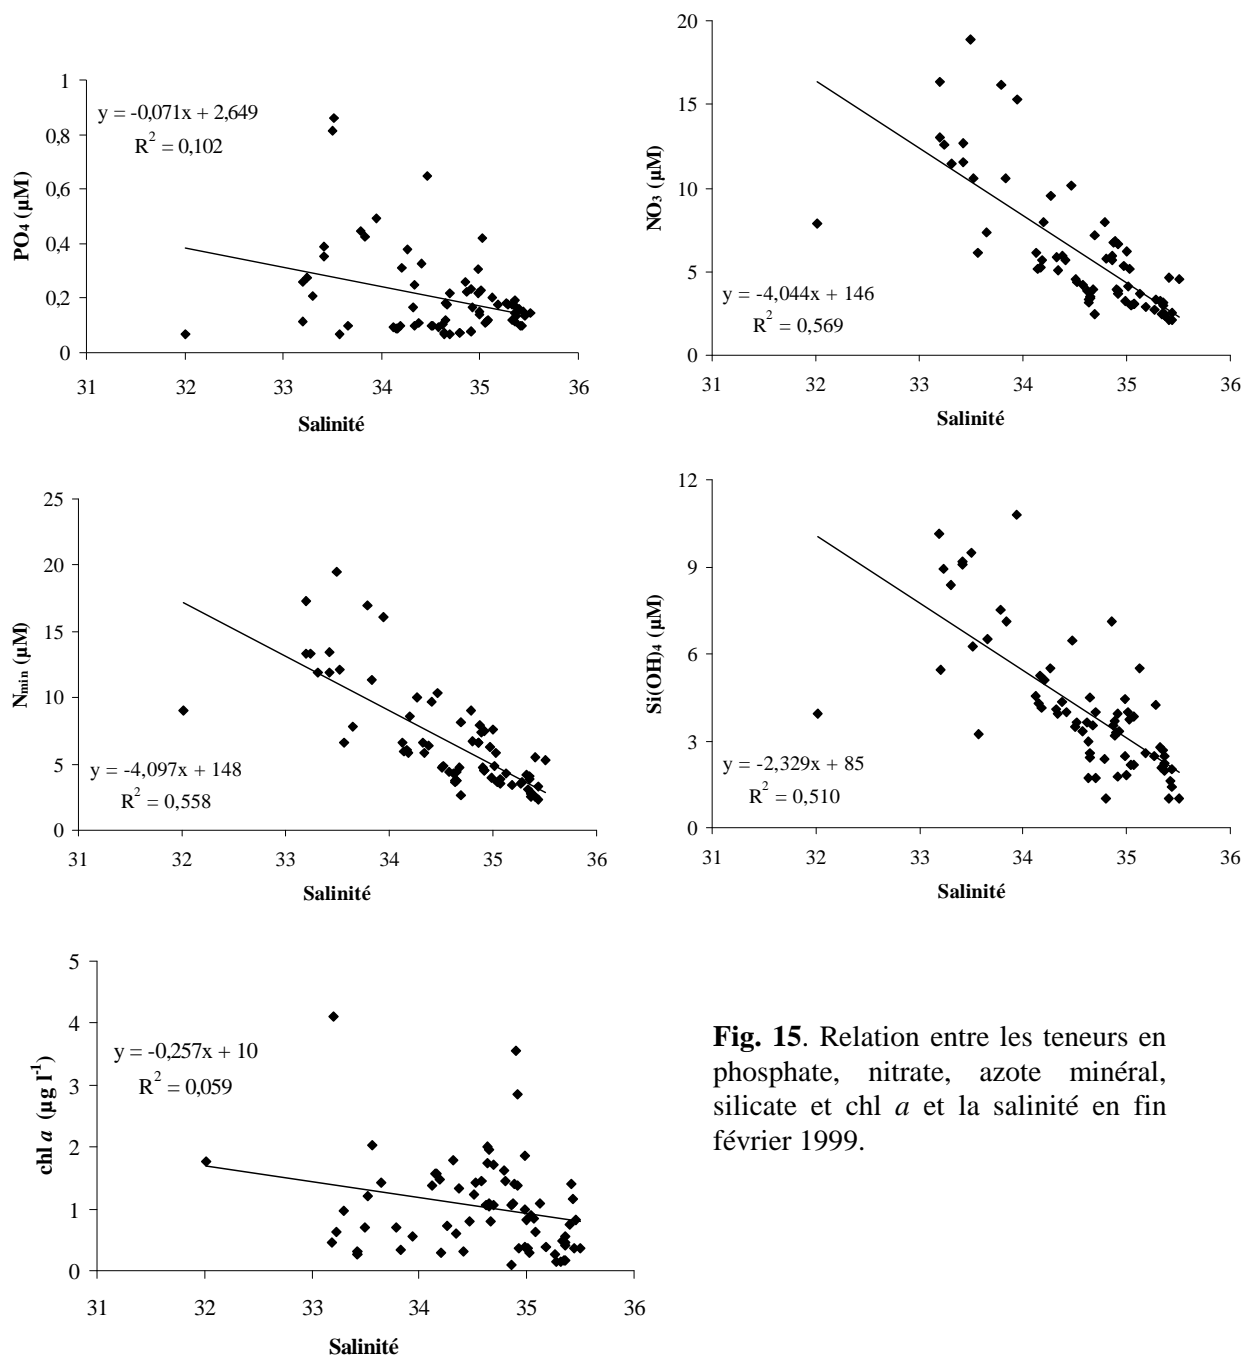 1
0,8
0,6
0,4
0,2
0
PO4 (µM)
y = -0,071x + 2,649
R2 = 0,102
31 32 33 34 35 36
Salinité
20
15
10
5
0
NO3 (µM)
y = -4,044x + 146
R2 = 0,569
31 32 33 34 35 36
Salinité
25
20
15
10
5
0
Nmin (µM)
y = -4,097x + 148
R2 = 0,558
31 32 33 34 35 36
Salinité
12
9
6
3
0
Si(OH)4 (µM)
y = -2,329x + 85
R2 = 0,510
31 32 33 34 35 36
Salinité
5
4
3
2
1
0
chl a (µg l-1)
y = -0,257x + 10
R2 = 0,059
31 32 33 34 35 36
Salinité
Fig. 15. Relation entre les teneurs en
phosphate, nitrate, azote minéral,
silicate et chl a et la salinité en fin
février 1999.